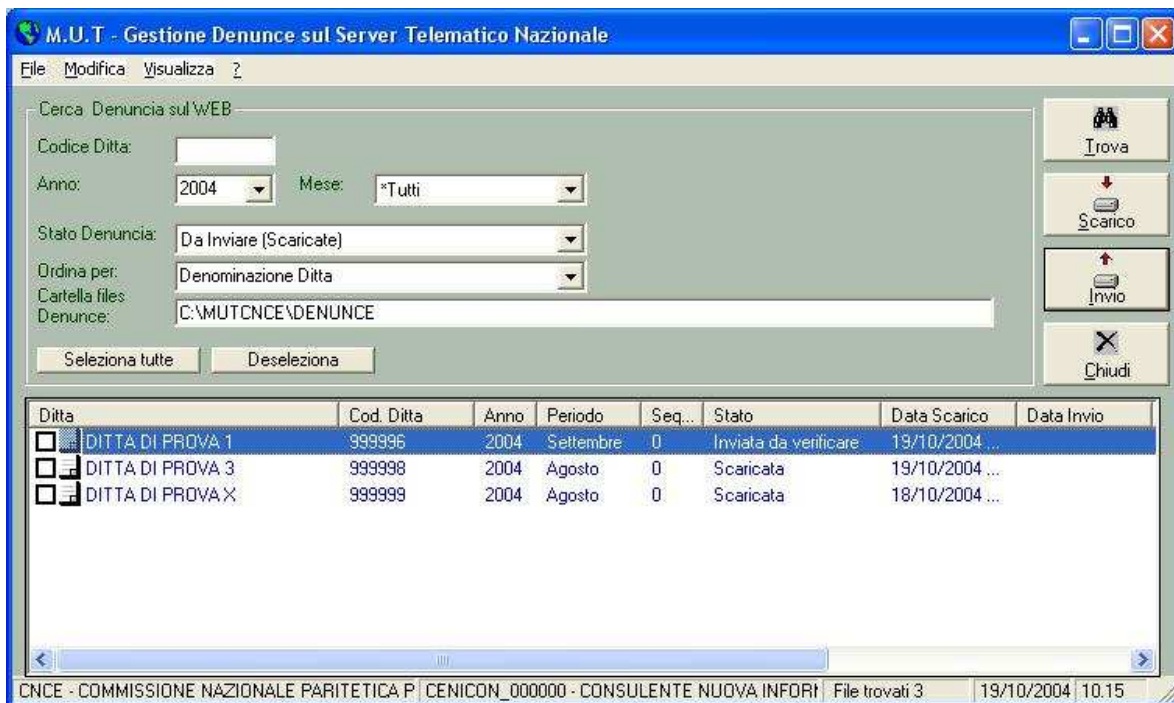 M.U.T - Gestione Denunce sul Server Telematico Nazionale
File Modifica Visualizza ?
Cerca Denuncia sul WEB
Codice Ditta:
Anno: 2004 Mese: *Tutti
Stato Denuncia: Da Inviare (Scaricate)
Ordina per: Denominazione Ditta
Cartella files
Denunce: C:\MUTCNCE\DENUNCE
Seleziona tutte Deseleziona
Trova
Scarico
Invio
Chiudi
Ditta Cod. Ditta Anno Periodo Seq... Stato Data Scarico Data Invio
DITTA DI PROVA 1 999996 2004 Settembre 0 Inviata da verificare 19/10/2004 ...
DITTA DI PROVA 3 999998 2004 Agosto 0 Scaricata 19/10/2004 ...
DITTA DI PROVA X 999999 2004 Agosto 0 Scaricata 18/10/2004 ...
CNCE - COMMISSIONE NAZIONALE PARITETICA P CENICON_000000 - CONSULENTE NUOVA INFORM File trovati 3 19/10/2004 10.15